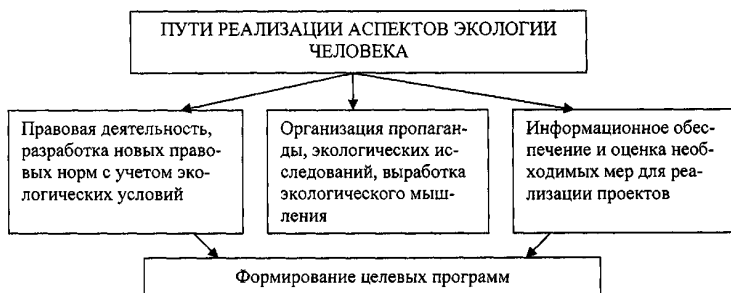 ПУТИ РЕАЛИЗАЦИИ АСПЕКТОВ ЭКОЛОГИИ
ЧЕЛОВЕКА
Правовая деятельность,
разработка новых право-
вых норм с учетом эко-
логических условий
Организация пропаган-
ды, экологических ис-
следований, выработка
экологического мыш-
ления
Информационное обес-
печение и оценка необ-
ходимых мер для реа-
лизации проектов
Формирование целевых программ